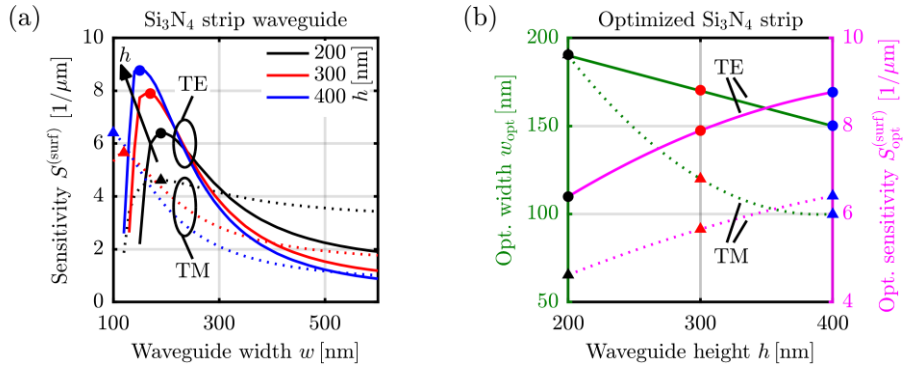 (a)
Si₃N₄ strip waveguide
Sensitivity S^(surf) [1/μm]
10
8
6
4
2
0
h
TE
TM
200
300
400
h [nm]
100
300
500
Waveguide width w [nm]
(b)
Optimized Si₃N₄ strip
Opt. width w_opt [nm]
200
150
100
50
TE
TM
10
8
6
4
Opt. sensitivity S_opt^(surf) [1/μm]
200
300
400
Waveguide height h [nm]